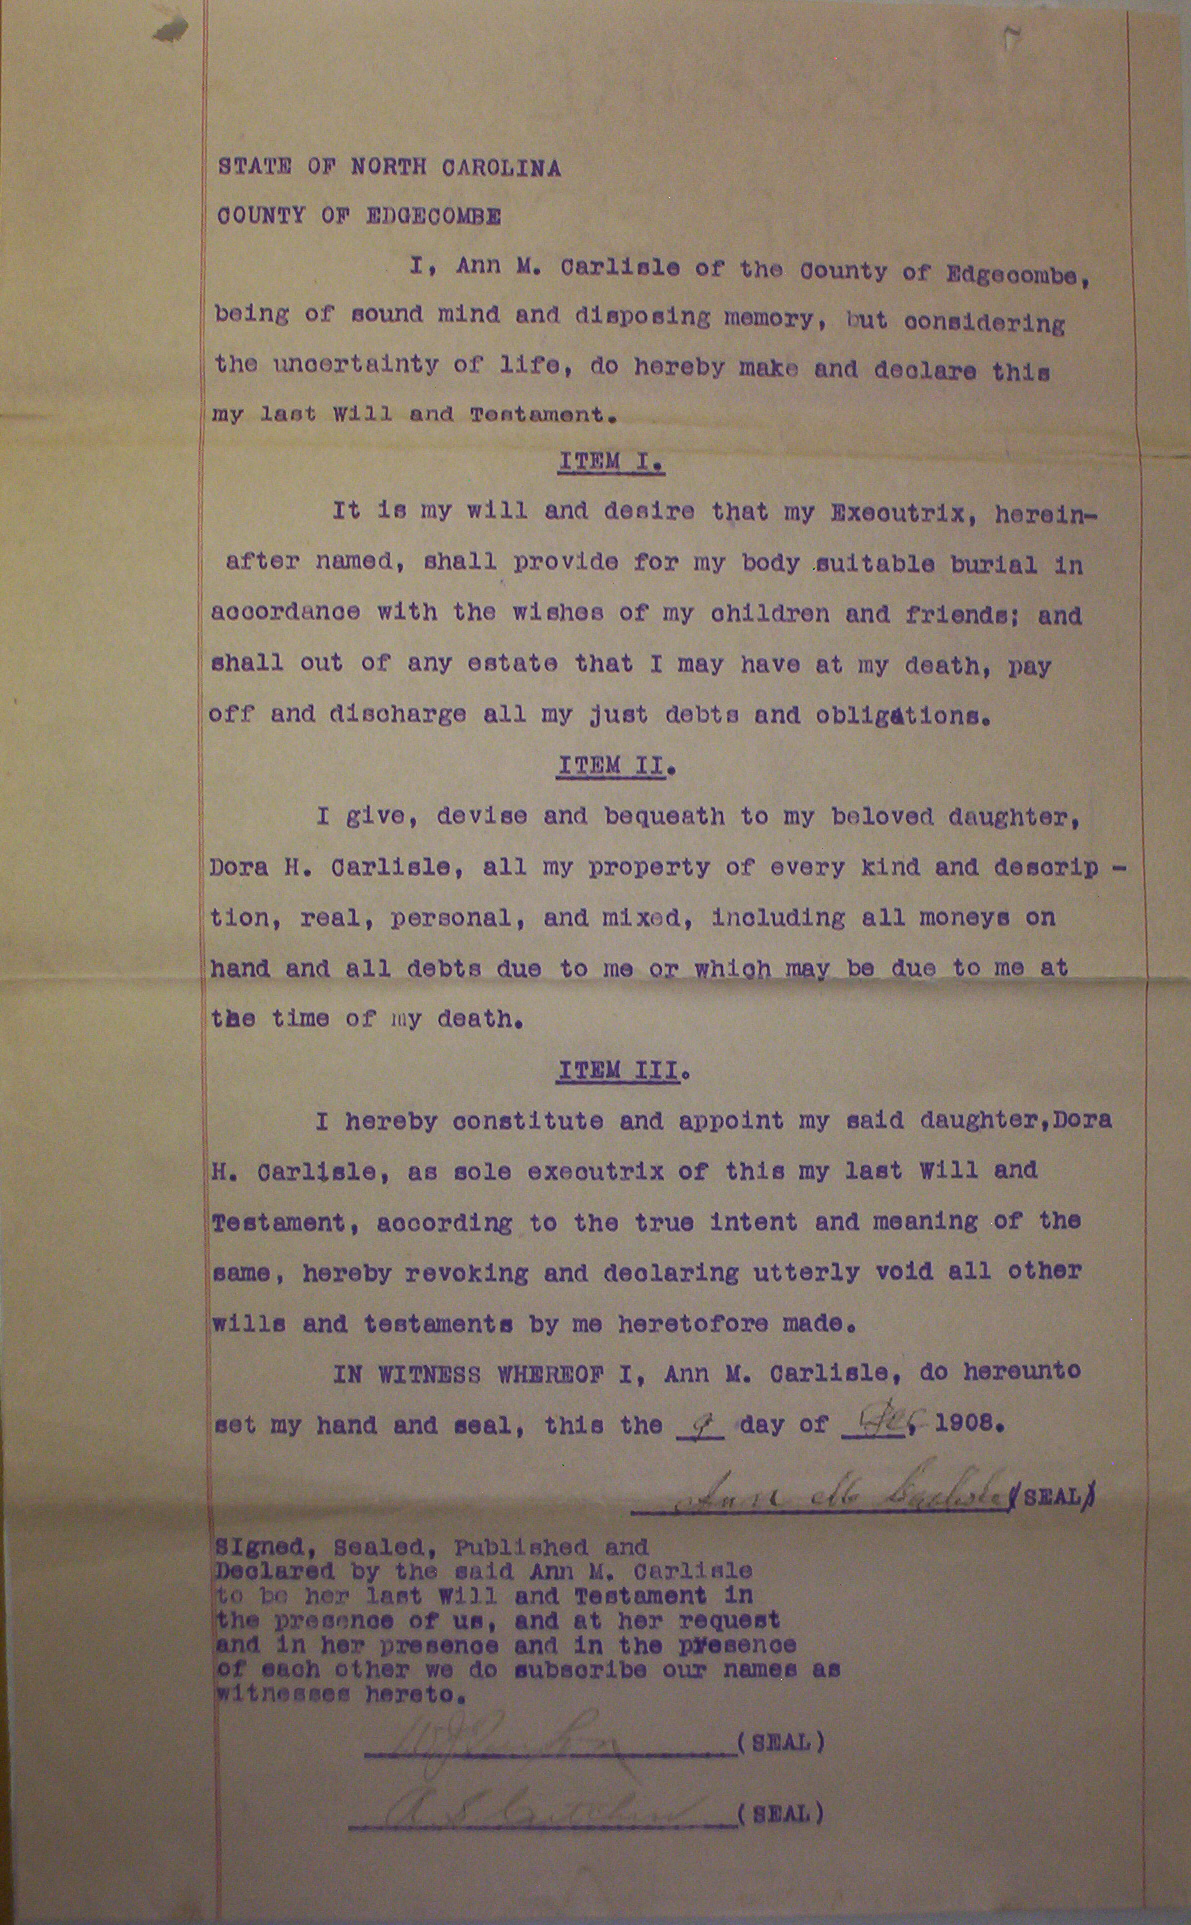 STATE OF NORTH CAROLINA
COUNTY OF EDGECOMBE
I, Ann M. Carlisle of the County of Edgecombe,
being of sound mind and disposing memory, but considering
the uncertainty of life, do hereby make and declare this
my last Will and Testament.
ITEM I.
It is my will and desire that my Executrix, herein-
after named, shall provide for my body suitable burial in
accordance with the wishes of my children and friends; and
shall out of any estate that I may have at my death, pay
off and discharge all my just debts and obligations.
ITEM II.
I give, devise and bequeath to my beloved daughter,
Dora H. Carlisle, all my property of every kind and descrip -
tion, real, personal, and mixed, including all moneys on
hand and all debts due to me or which may be due to me at
the time of my death.
ITEM III.
I hereby constitute and appoint my said daughter,Dora
H. Carlisle, as sole executrix of this my last Will and
Testament, according to the true intent and meaning of the
same, hereby revoking and declaring utterly void all other
wills and testaments by me heretofore made.
IN WITNESS WHEREOF I, Ann M. Carlisle, do hereunto
set my hand and seal, this the 9 day of Dec, 1908.
Ann M Carlisle (SEAL)
SIgned, Sealed, Published and
Declared by the said Ann M. Carlisle
to be her last Will and Testament in
the presence of us, and at her request
and in her presence and in the presence
of each other we do subscribe our names as
witnesses hereto.
(SEAL)
A. S. (SEAL)